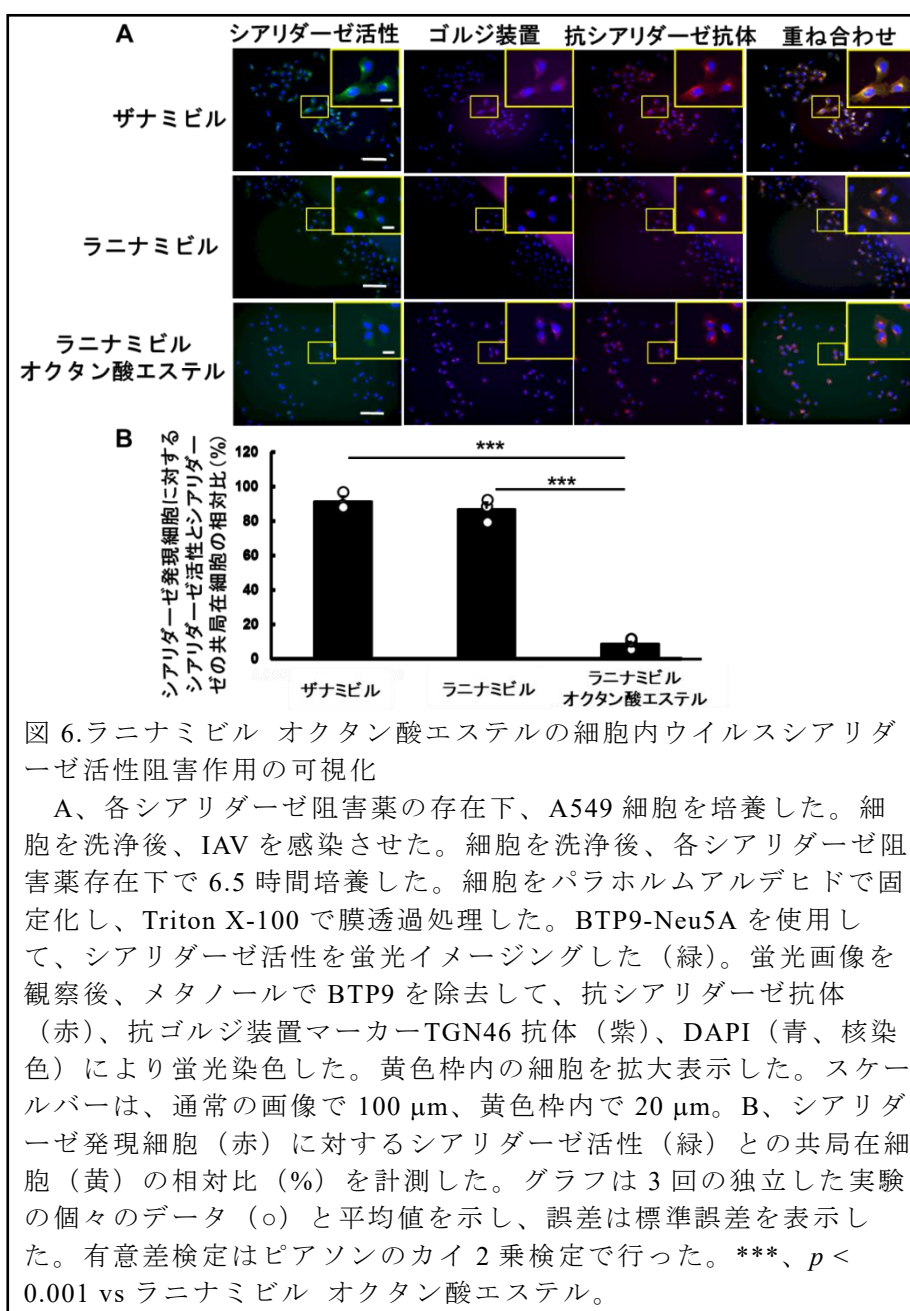 A
シアリダーゼ活性 ゴルジ装置 抗シアリダーゼ抗体 重ね合わせ
ザナミビル
ラニナミビル
ラニナミビル
オクタン酸エステル
B
シアリダーゼ発現細胞に対する
シアリダーゼ活性とシアリダー
ゼの共局在細胞の相対比(%)
120
100
80
60
40
20
0
***
***
ザナミビル
ラニナミビル
ラニナミビル
オクタン酸エステル
図 6.ラニナミビル オクタン酸エステルの細胞内ウイルスシアリダ
ーゼ活性阻害作用の可視化
A、各シアリダーゼ阻害薬の存在下、A549 細胞を培養した。細
胞を洗浄後、IAV を感染させた。細胞を洗浄後、各シアリダーゼ阻
害薬存在下で 6.5 時間培養した。細胞をパラホルムアルデヒドで固
定化し、Triton X-100 で膜透過処理した。BTP9-Neu5A を使用し
て、シアリダーゼ活性を蛍光イメージングした（緑）。蛍光画像を
観察後、メタノールで BTP9 を除去して、抗シアリダーゼ抗体
（赤）、抗ゴルジ装置マーカーTGN46 抗体（紫）、DAPI（青、核染
色）により蛍光染色した。黄色枠内の細胞を拡大表示した。スケー
ルバーは、通常の画像で 100 μm、黄色枠内で 20 μm。B、シアリダ
ーゼ発現細胞（赤）に対するシアリダーゼ活性（緑）との共局在細
胞（黄）の相対比（%）を計測した。グラフは 3 回の独立した実験
の個々のデータ（○）と平均値を示し、誤差は標準誤差を表示し
た。有意差検定はピアソンのカイ 2 乗検定で行った。***、p <
0.001 vs ラニナミビル オクタン酸エステル。